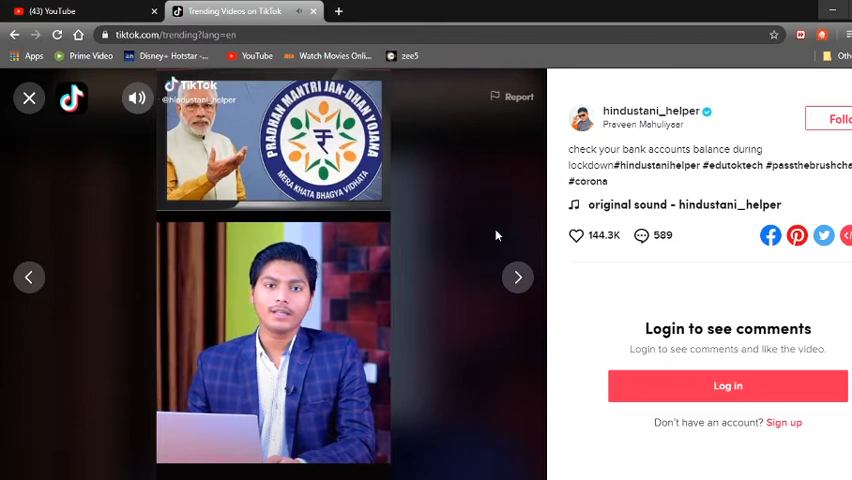 (43) YouTube
Trending Videos on TikTok
tiktok.com/trending?lang=en
Apps
Prime Video
Disney+ Hotstar
YouTube
Watch Movies Onli...
zee5
TikTok
@hindustani_helper
Report
PRADHAN MANTRI JAN-DHAN YOJANA
MERA KHATA BHAGYA VIDHATA
hindustani_helper
Praveen Mahuliyaar
check your bank accounts balance during
lockdown#hindustanihelper #edutoktech #passthebrushcha
#corona
original sound - hindustani_helper
144.3K
589
Login to see comments
Login to see comments and like the video.
Log in
Don't have an account? Sign up